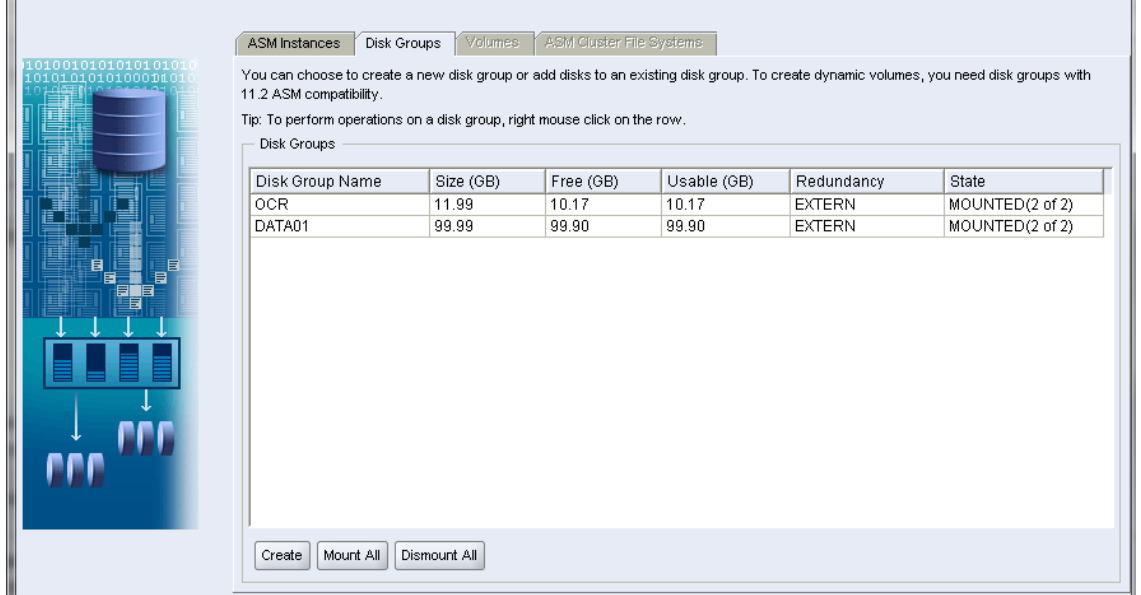 ASM Instances Disk Groups Volumes ASM Cluster File Systems
You can choose to create a new disk group or add disks to an existing disk group. To create dynamic volumes, you need disk groups with
11.2 ASM compatibility.
Tip: To perform operations on a disk group, right mouse click on the row.
Disk Groups
Disk Group Name Size (GB) Free (GB) Usable (GB) Redundancy State
OCR 11.99 10.17 10.17 EXTERN MOUNTED(2 of 2)
DATA01 99.99 99.90 99.90 EXTERN MOUNTED(2 of 2)
Create Mount All Dismount All